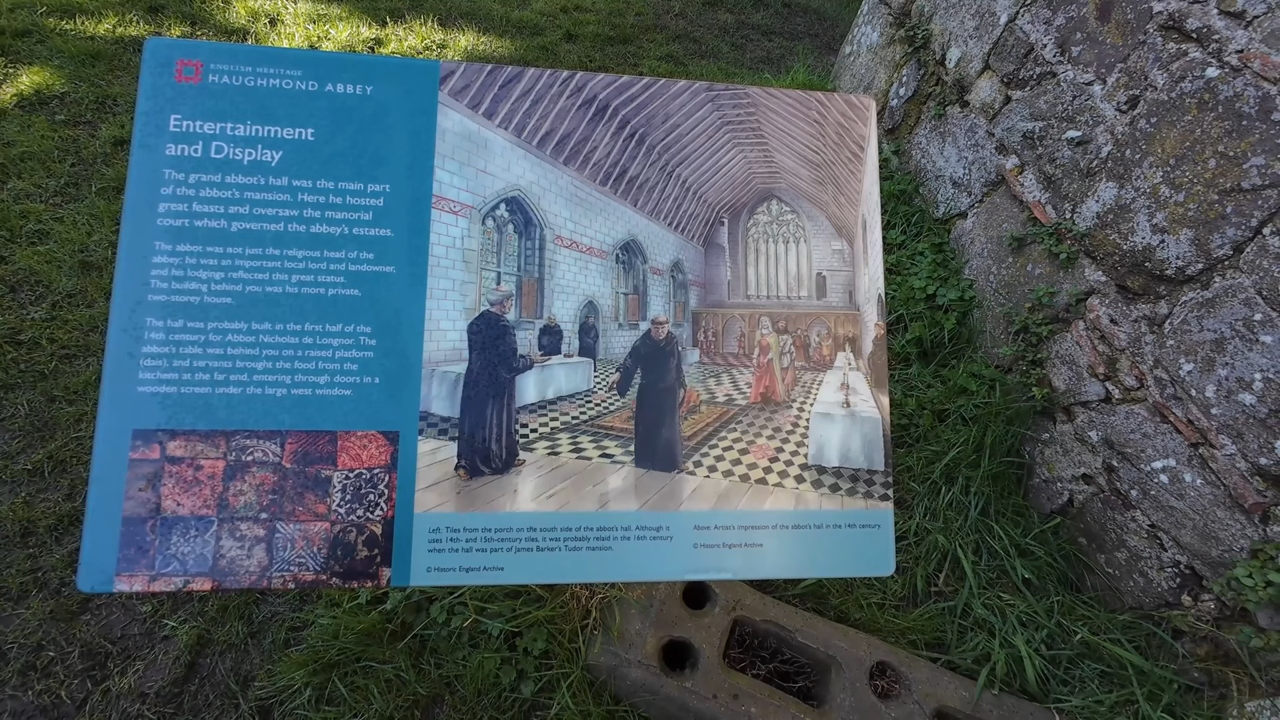 ENGLISH HERITAGE
HAUGHMOND ABBEY
Entertainment
and Display
The grand abbot's hall was the main part
of the abbot's mansion. Here he hosted
great feasts and oversaw the manorial
court which governed the abbey's estates.
The abbot was not just the religious head of the
abbey; he was an important local lord and landowner,
and his lodgings reflected this great status.
The building behind you was his more private,
two-storey house.
The hall was probably built in the first half of the
14th century for Abbot Nicholas de Longnor. The
abbot's table was behind you on a raised platform
(dais), and servants brought the food from the
kitchens at the far end, entering through doors in a
wooden screen under the large west window.
Left: Tiles from the porch on the south side of the abbot's hall. Although it
uses 14th- and 15th-century tiles, it was probably relaid in the 16th century
when the hall was part of James Barker's Tudor mansion.
© Historic England Archive
Above: Artist's impression of the abbot's hall in the 14th century.
© Historic England Archive